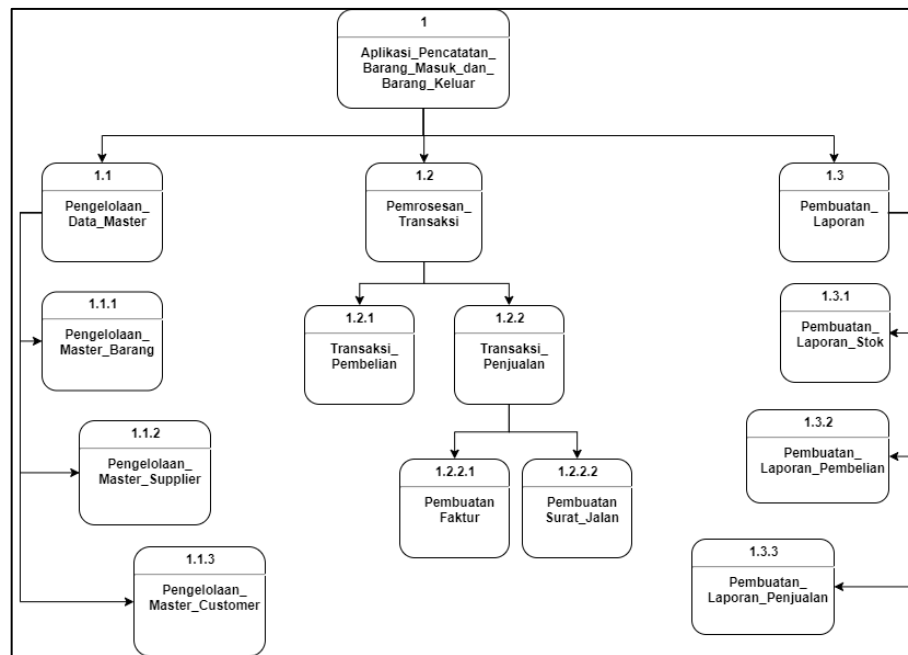 1
Aplikasi_Pencatatan_
Barang_Masuk_dan_
Barang_Keluar
1.1
Pengelolaan_
Data_Master
1.2
Pemrosesan_
Transaksi
1.3
Pembuatan_
Laporan
1.1.1
Pengelolaan_
Master_Barang
1.2.1
Transaksi_
Pembelian
1.2.2
Transaksi_
Penjualan
1.3.1
Pembuatan_
Laporan_Stok
1.1.2
Pengelolaan_
Master_Supplier
1.2.2.1
Pembuatan
Faktur
1.2.2.2
Pembuatan
Surat_Jalan
1.3.2
Pembuatan_
Laporan_Pembelian
1.1.3
Pengelolaan_
Master_Customer
1.3.3
Pembuatan_
Laporan_Penjualan